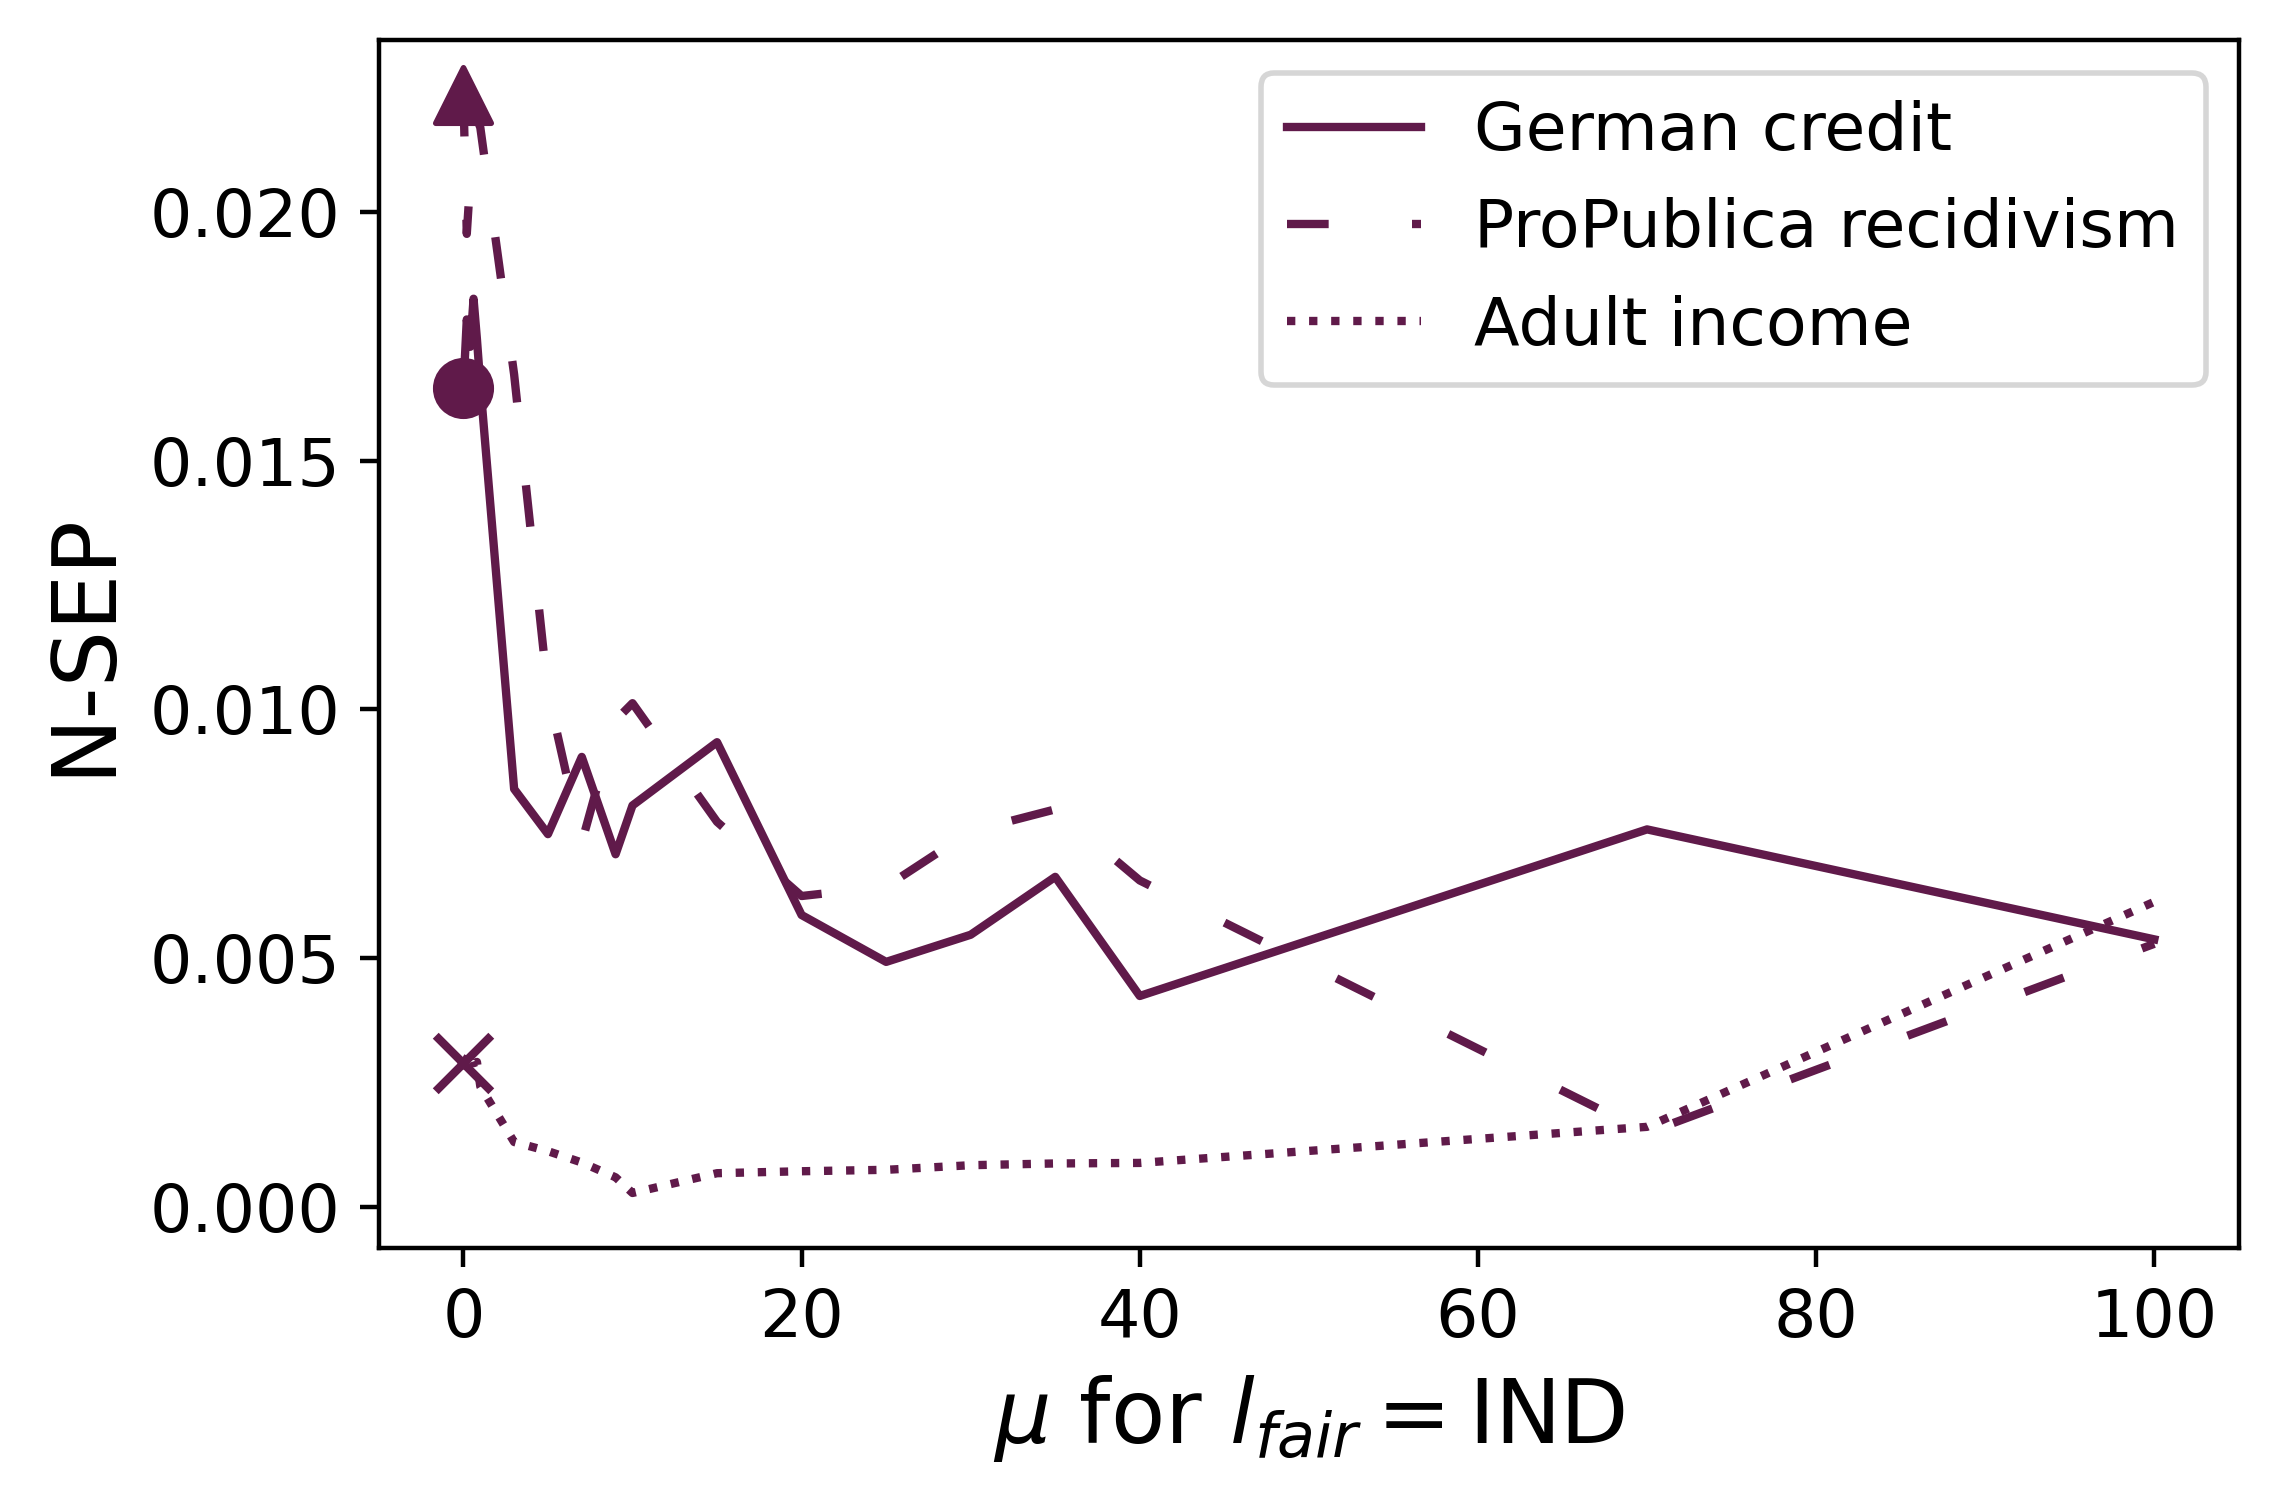 German credit
ProPublica recidivism
Adult income
0.020
0.015
0.010
0.005
0.000
N-SEP
0 20 40 60 80 100
μ for l_fair = IND